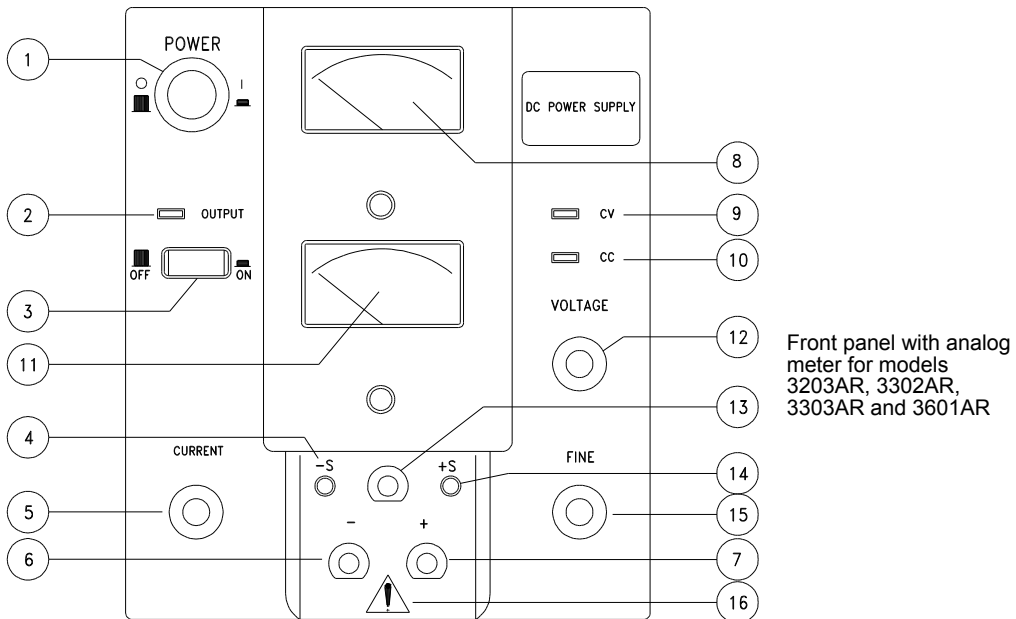 POWER
1
I
DC POWER SUPPLY
8
2
OUTPUT
CV
9
OFF
ON
CC
10
3
VOLTAGE
11
12
Front panel with analog
meter for models
3203AR, 3302AR,
3303AR and 3601AR
13
4
CURRENT
-S
+S
FINE
14
5
- +
15
6
7
!
16